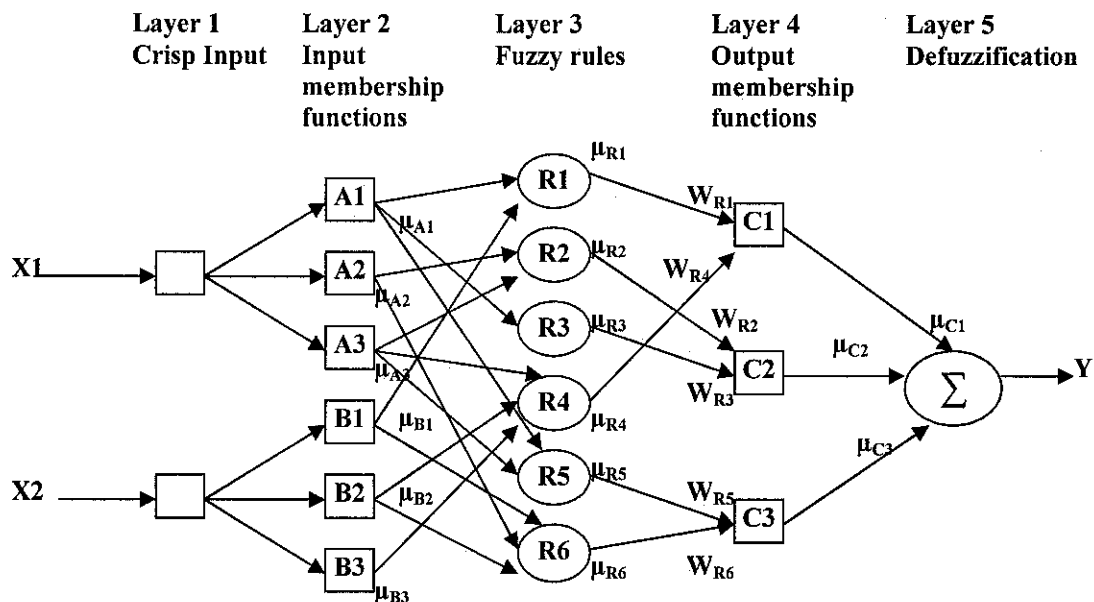 Layer 1 Layer 2 Layer 3 Layer 4 Layer 5
Crisp Input Input Fuzzy rules Output Defuzzification
membership membership
functions functions
μR1
R1
A1 WR1
μA1 C1
R2 μR2
X1 A2 WR4
μA2
R3 μR3 WR2 μC1
A3 μC2
μA3 C2 Σ Y
R4 WR3
B1 μB1 μR4
μC3
R5 μR5
X2 B2 μB2 WR5
C3
R6
B3 μR6 WR6
μB3